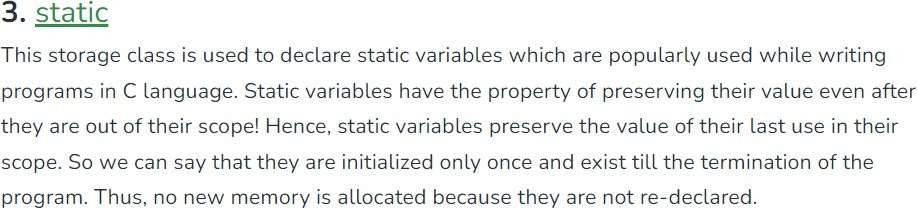 3. static
This storage class is used to declare static variables which are popularly used while writing
programs in C language. Static variables have the property of preserving their value even after
they are out of their scope! Hence, static variables preserve the value of their last use in their
scope. So we can say that they are initialized only once and exist till the termination of the
program. Thus, no new memory is allocated because they are not re-declared.